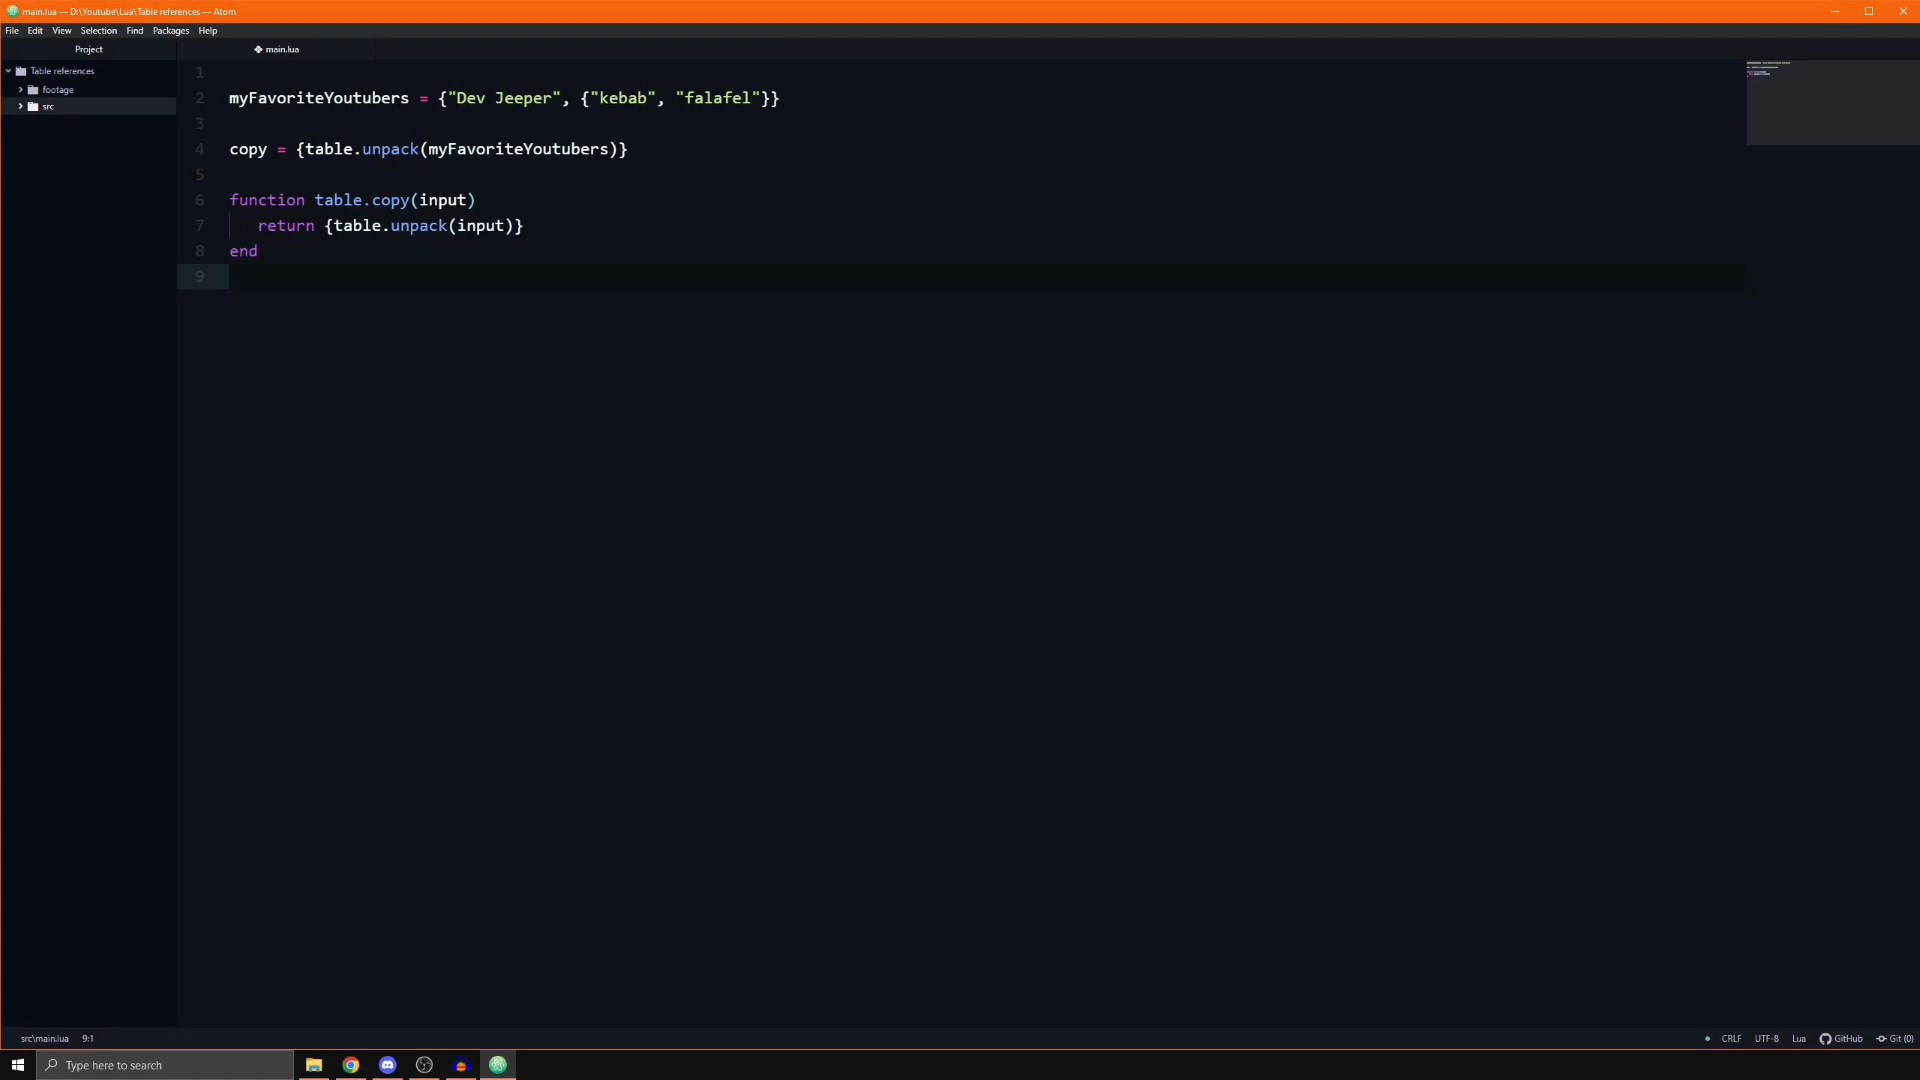 main.lua — D:\Youtube\Lua\Table references — Atom
File Edit View Selection Find Packages Help
Project
main.lua
Table references
footage
src
1
2 myFavoriteYoutubers = {"Dev Jeeper", {"kebab", "falafel"}}
3
4 copy = {table.unpack(myFavoriteYoutubers)}
5
6 function table.copy(input)
7 return {table.unpack(input)}
8 end
9
src\main.lua 9:1
CRLF UTF-8 Lua GitHub Git (0)
Type here to search